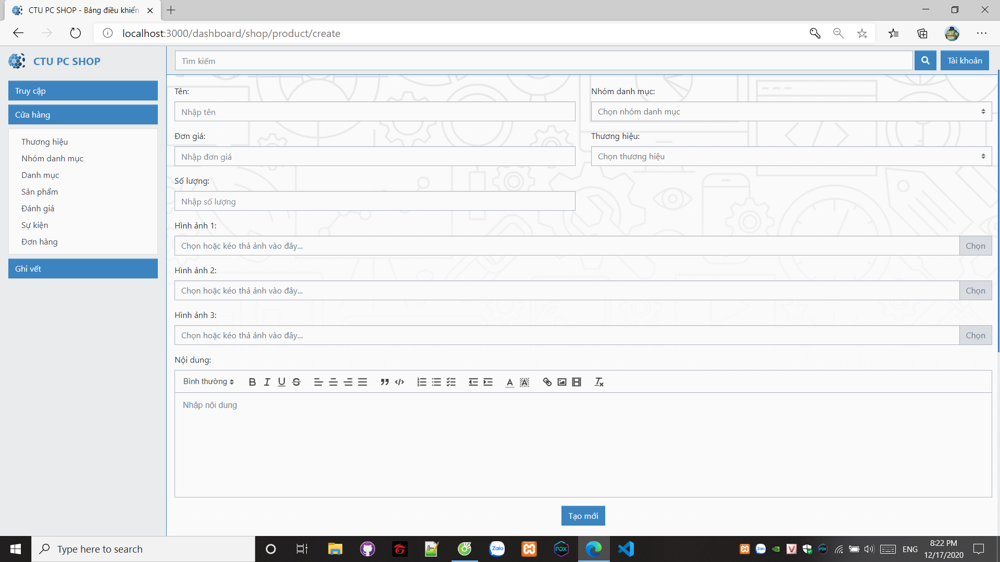 CTU PC SHOP - Bảng điều khiển
localhost:3000/dashboard/shop/product/create
CTU PC SHOP
Tìm kiếm
Tài khoản
Truy cập
Cửa hàng
Thương hiệu
Nhóm danh mục
Danh mục
Sản phẩm
Đánh giá
Sự kiện
Đơn hàng
Ghi vết
Tên:
Nhập tên
Nhóm danh mục:
Chọn nhóm danh mục
Đơn giá:
Nhập đơn giá
Thương hiệu:
Chọn thương hiệu
Số lượng:
Nhập số lượng
Hình ảnh 1:
Chọn hoặc kéo thả ảnh vào đây...
Chọn
Hình ảnh 2:
Chọn hoặc kéo thả ảnh vào đây...
Chọn
Hình ảnh 3:
Chọn hoặc kéo thả ảnh vào đây...
Chọn
Nội dung:
Bình thường
Nhập nội dung
Tạo mới
Type here to search
Zalo
nox
ENG
8:22 PM
12/17/2020